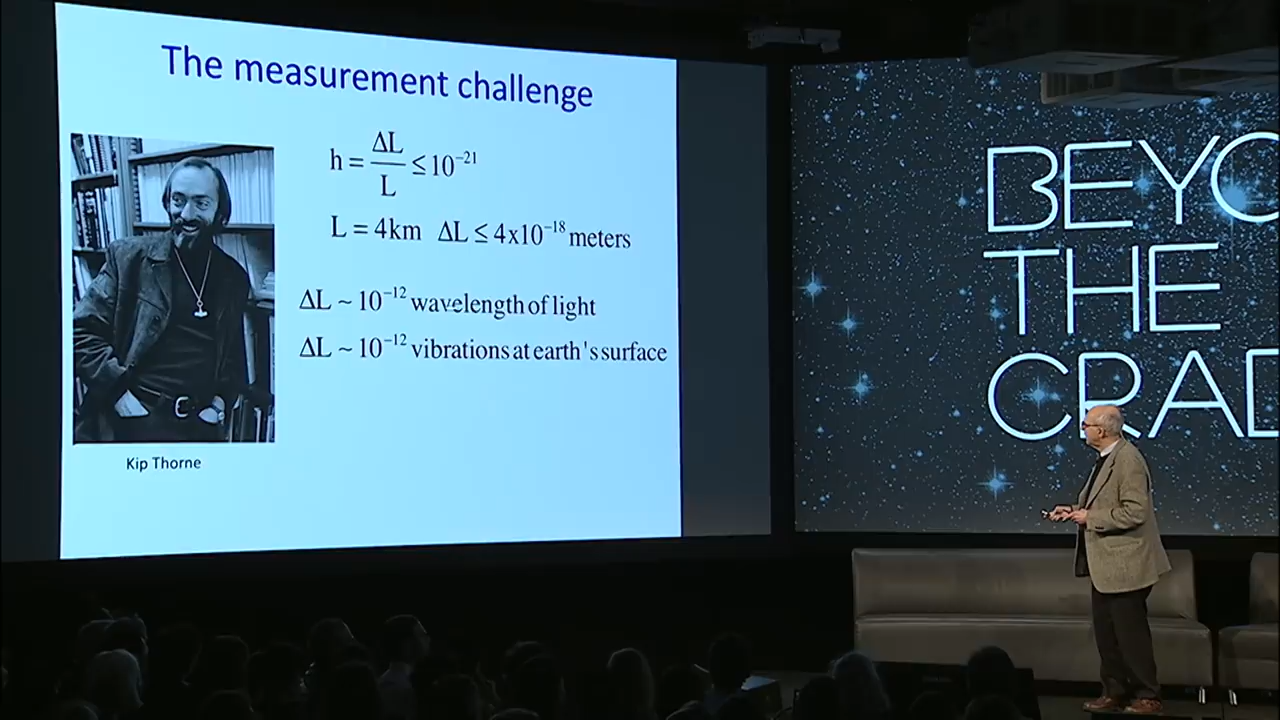 The measurement challenge
h = ΔL/L ≤ 10⁻²¹
L = 4km ΔL ≤ 4x10⁻¹⁸ meters
ΔL ~ 10⁻¹² wavelength of light
ΔL ~ 10⁻¹² vibrations at earth's surface
Kip Thorne
BEYO
THE
CRAD